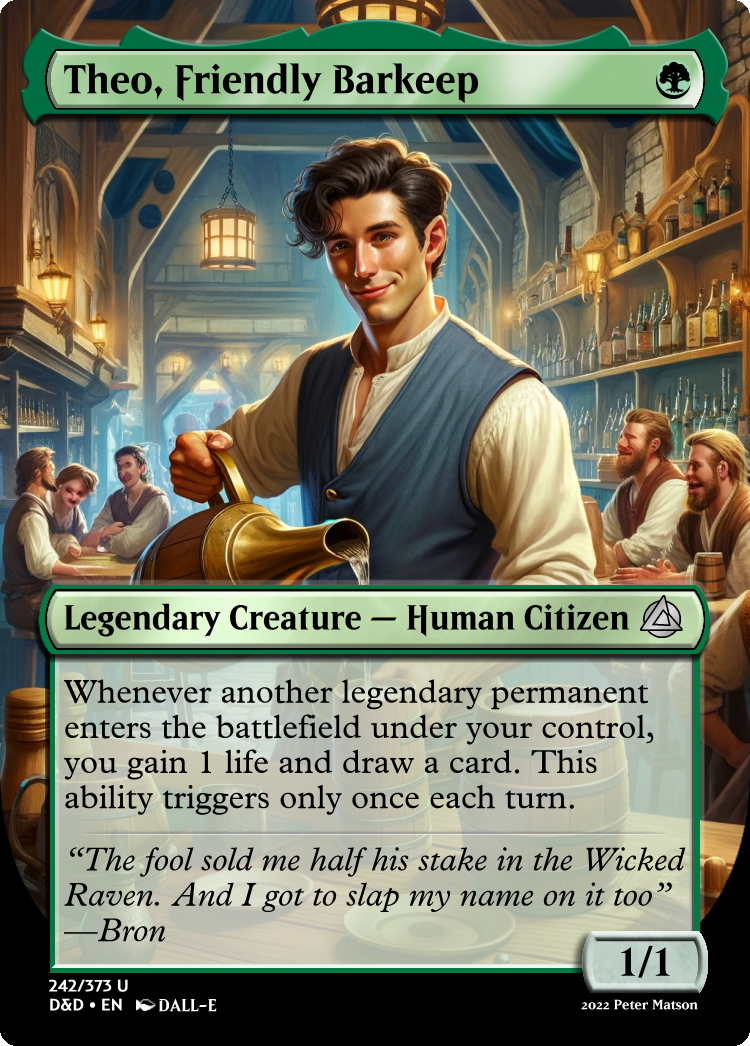 Theo, Friendly Barkeep
Legendary Creature — Human Citizen
Whenever another legendary permanent
enters the battlefield under your control,
you gain 1 life and draw a card. This
ability triggers only once each turn.
“The fool sold me half his stake in the Wicked
Raven. And I got to slap my name on it too”
—Bron
1/1
242/373 U
D&D • EN DALL-E
2022 Peter Matson